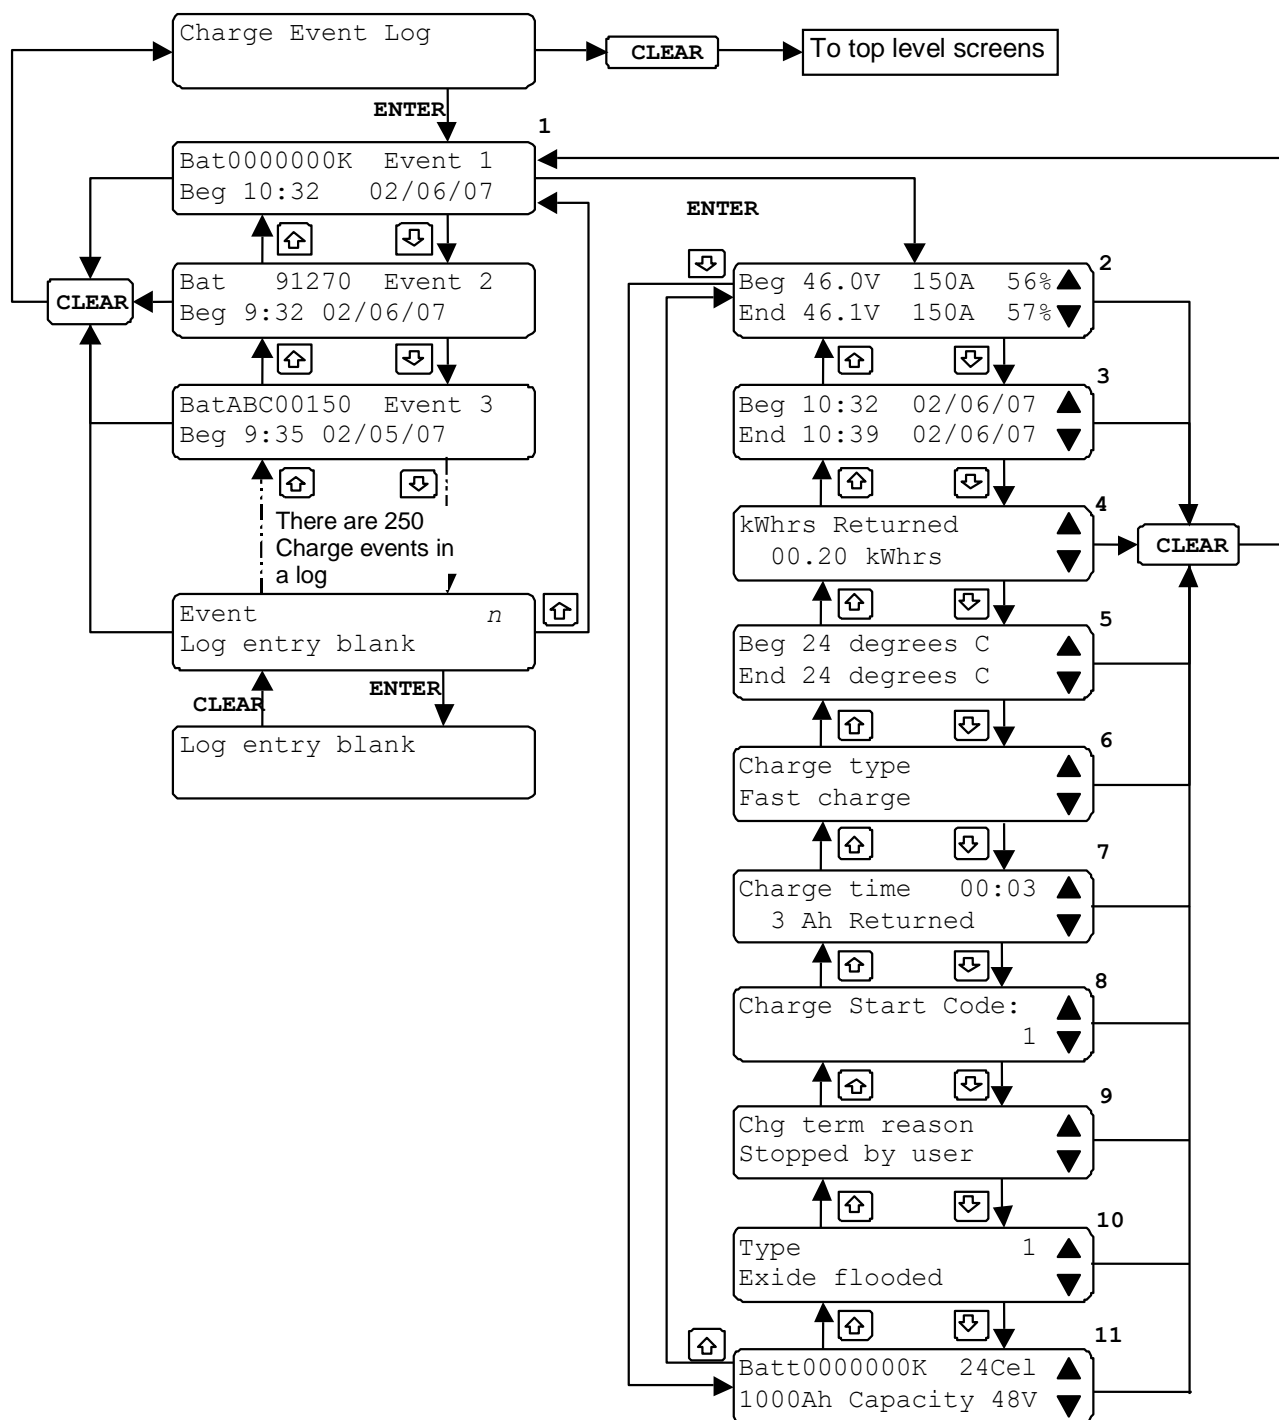 Charge Event Log
CLEAR
To top level screens
ENTER
1
Bat0000000K Event 1
Beg 10:32 02/06/07
CLEAR
Bat 91270 Event 2
Beg 9:32 02/06/07
BatABC00150 Event 3
Beg 9:35 02/05/07
There are 250
Charge events in
a log
Event n
Log entry blank
CLEAR
ENTER
Log entry blank
ENTER
2
Beg 46.0V 150A 56%
End 46.1V 150A 57%
3
Beg 10:32 02/06/07
End 10:39 02/06/07
4
kWhrs Returned
00.20 kWhrs
CLEAR
5
Beg 24 degrees C
End 24 degrees C
6
Charge type
Fast charge
7
Charge time 00:03
3 Ah Returned
8
Charge Start Code:
1
9
Chg term reason
Stopped by user
10
Type 1
Exide flooded
11
Batt0000000K 24Cel
1000Ah Capacity 48V